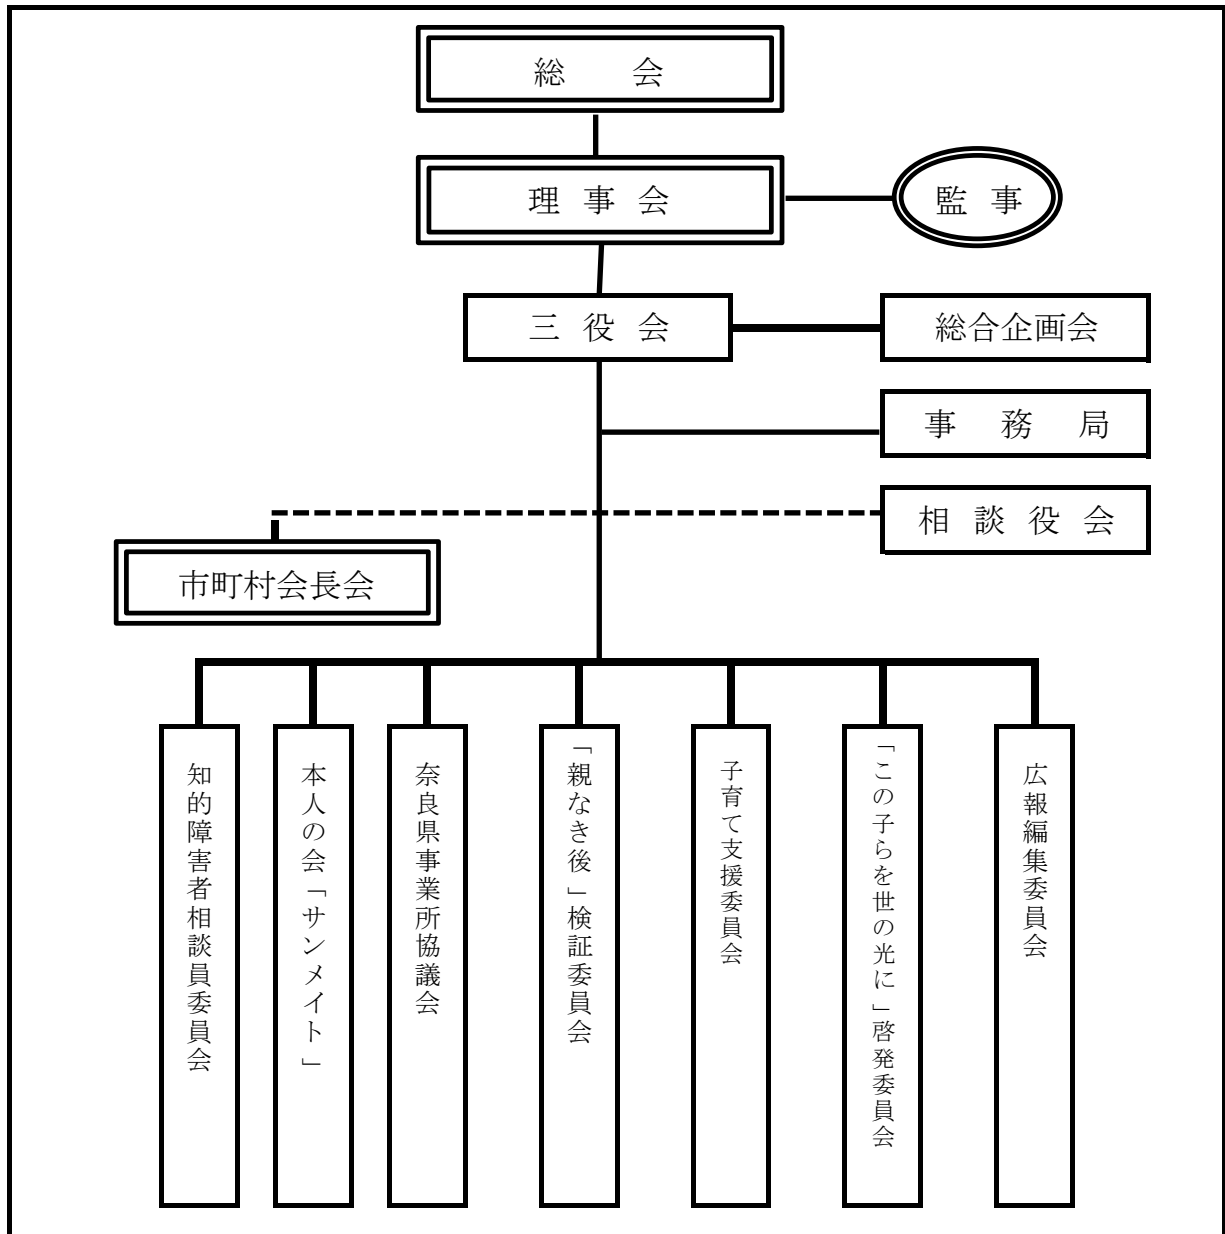 総　会
理事会
監事
三役会
総合企画会
事務局
相談役会
市町村会長会
知的障害者相談員委員会
本人の会「サンメイト」
奈良県事業所協議会
「親なき後」検証委員会
子育て支援委員会
「この子らを世の光に」啓発委員会
広報編集委員会